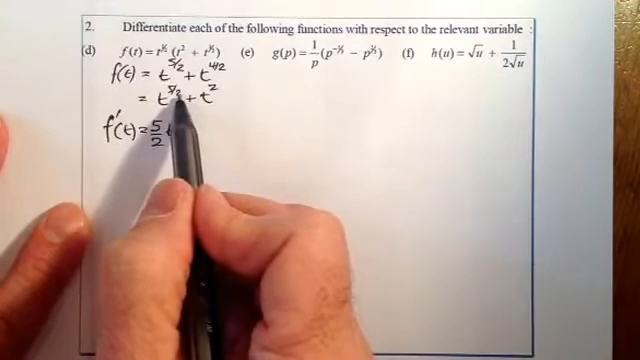 2. Differentiate each of the following functions with respect to the relevant variable :
(d) f(t) = t^½ (t² + t^³⁄²) (e) g(p) = 1/p (p^-½ − p^³⁄²) (f) h(u) = √u + 1/(2√u)
f(t) = t^5/2 + t^4/2
= t^5/2 + t^2
f'(t) = 5/2 t